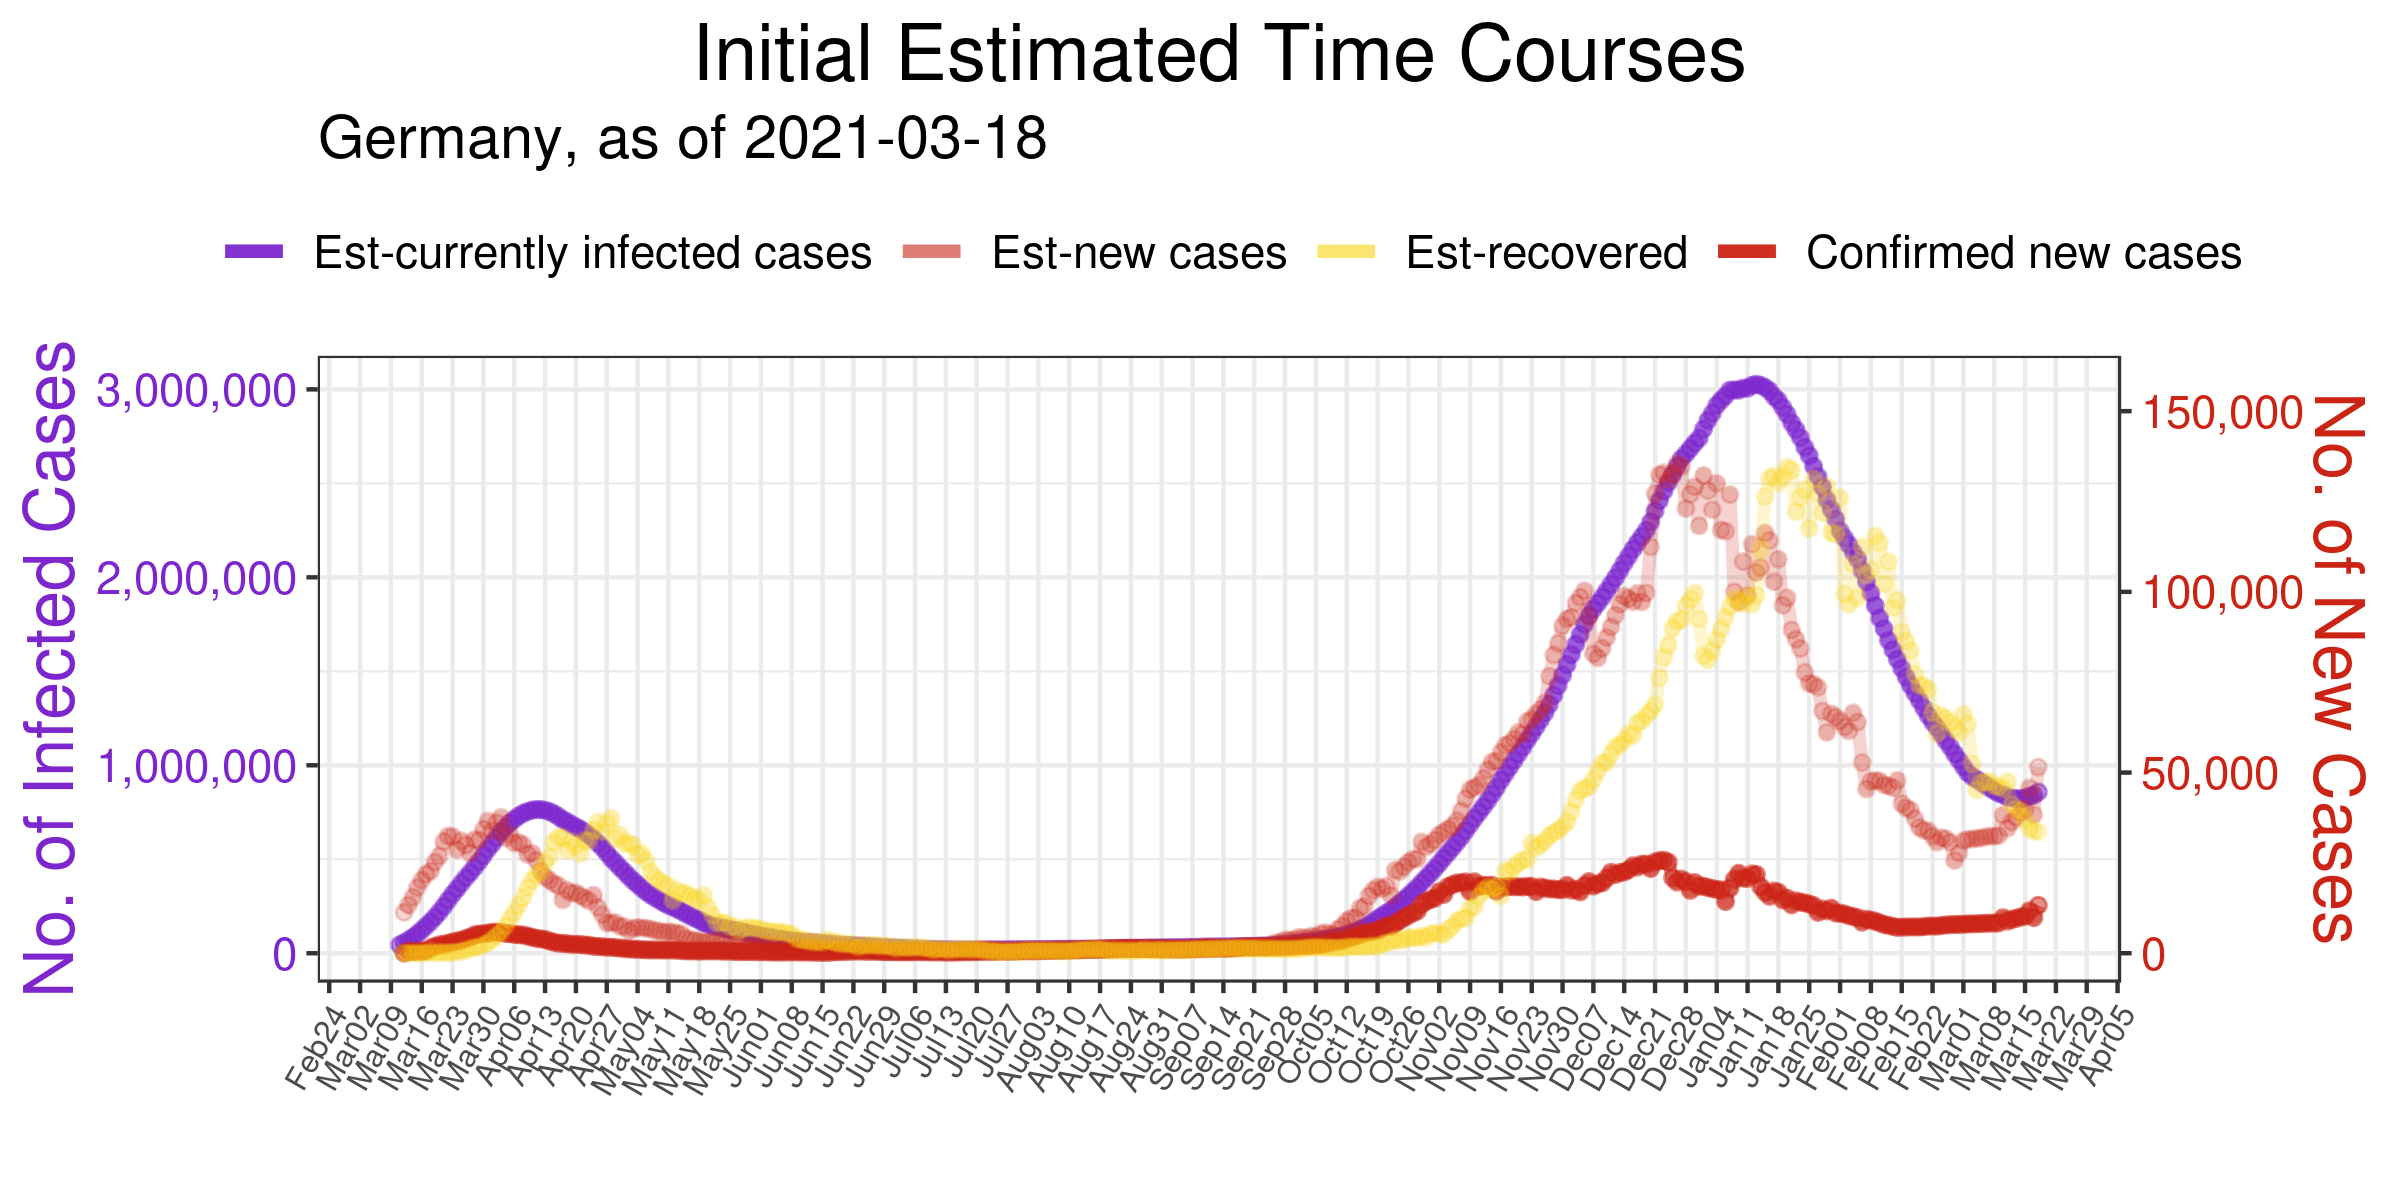 Initial Estimated Time Courses
Germany, as of 2021-03-18
Est-currently infected cases Est-new cases Est-recovered Confirmed new cases
No. of Infected Cases
3,000,000
2,000,000
1,000,000
0
150,000
100,000
50,000
0
No. of New Cases
Feb24 Mar02 Mar09 Mar16 Mar23 Mar30 Apr06 Apr13 Apr20 Apr27 May04 May11 May18 May25 Jun01 Jun08 Jun15 Jun22 Jun29 Jul06 Jul13 Jul20 Jul27 Aug03 Aug10 Aug17 Aug24 Aug31 Sep07 Sep14 Sep21 Sep28 Oct05 Oct12 Oct19 Oct26 Nov02 Nov09 Nov16 Nov23 Nov30 Dec07 Dec14 Dec21 Dec28 Jan04 Jan11 Jan18 Jan25 Feb01 Feb08 Feb15 Feb22 Mar01 Mar08 Mar15 Mar22 Mar29 Apr05